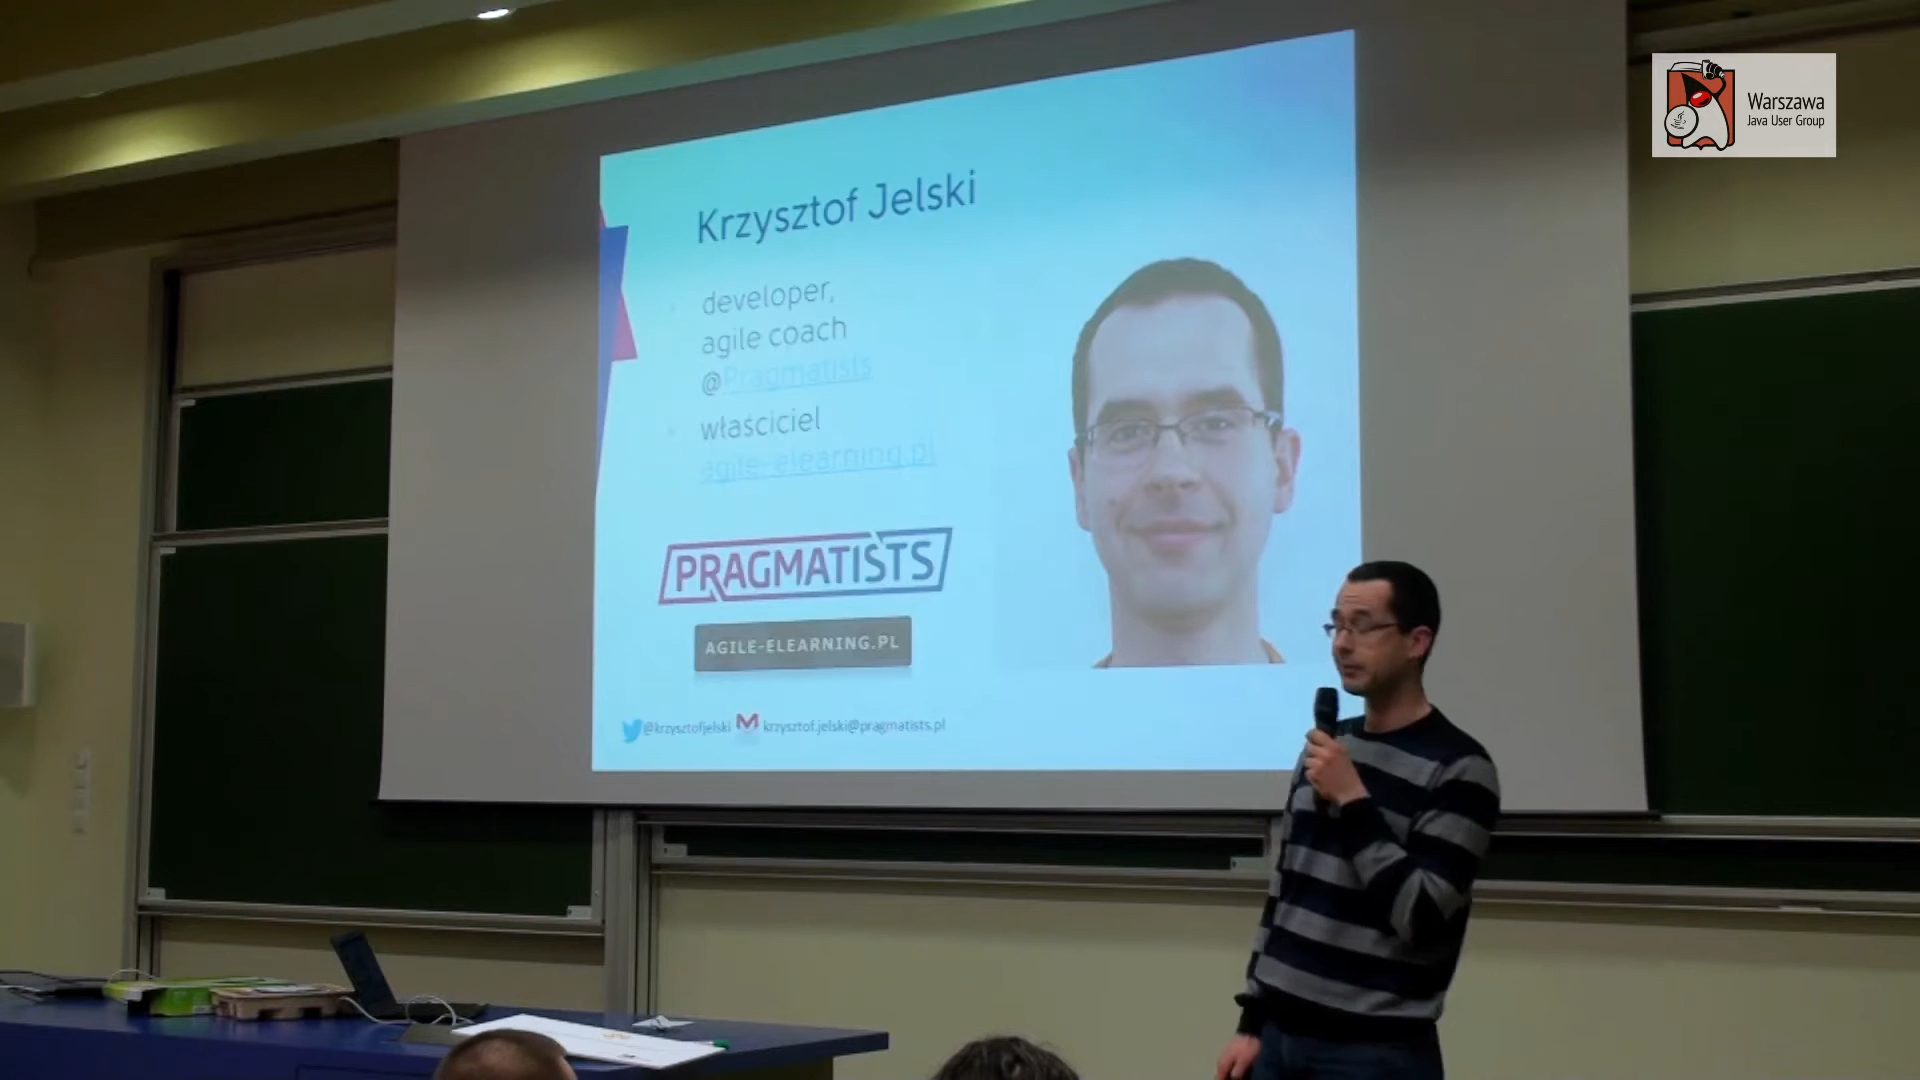 Warszawa
Java User Group
Krzysztof Jelski
developer,
agile coach
@Pragmatists
właściciel
agile-elearning.pl
PRAGMATISTS
AGILE-ELEARNING.PL
@krzysztofjelski krzysztof.jelski@pragmatists.pl